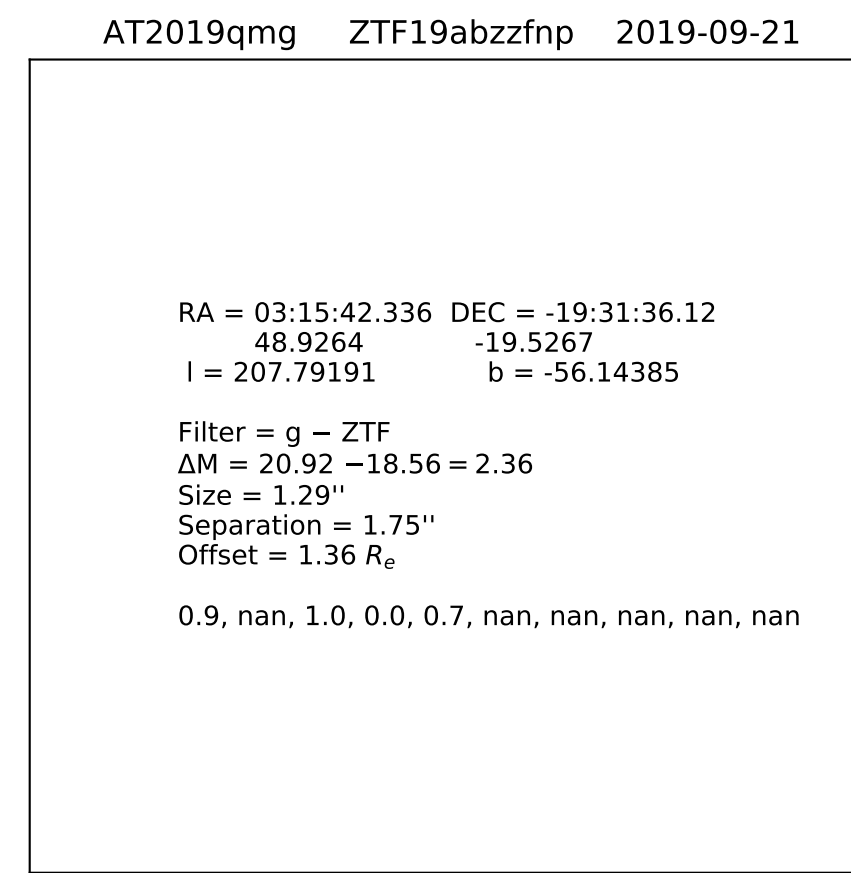 AT2019qmg ZTF19abzzfnp 2019-09-21
RA = 03:15:42.336 DEC = -19:31:36.12
48.9264 -19.5267
l = 207.79191 b = -56.14385
Filter = g − ZTF
ΔM = 20.92 −18.56 = 2.36
Size = 1.29''
Separation = 1.75''
Offset = 1.36 Re
0.9, nan, 1.0, 0.0, 0.7, nan, nan, nan, nan, nan